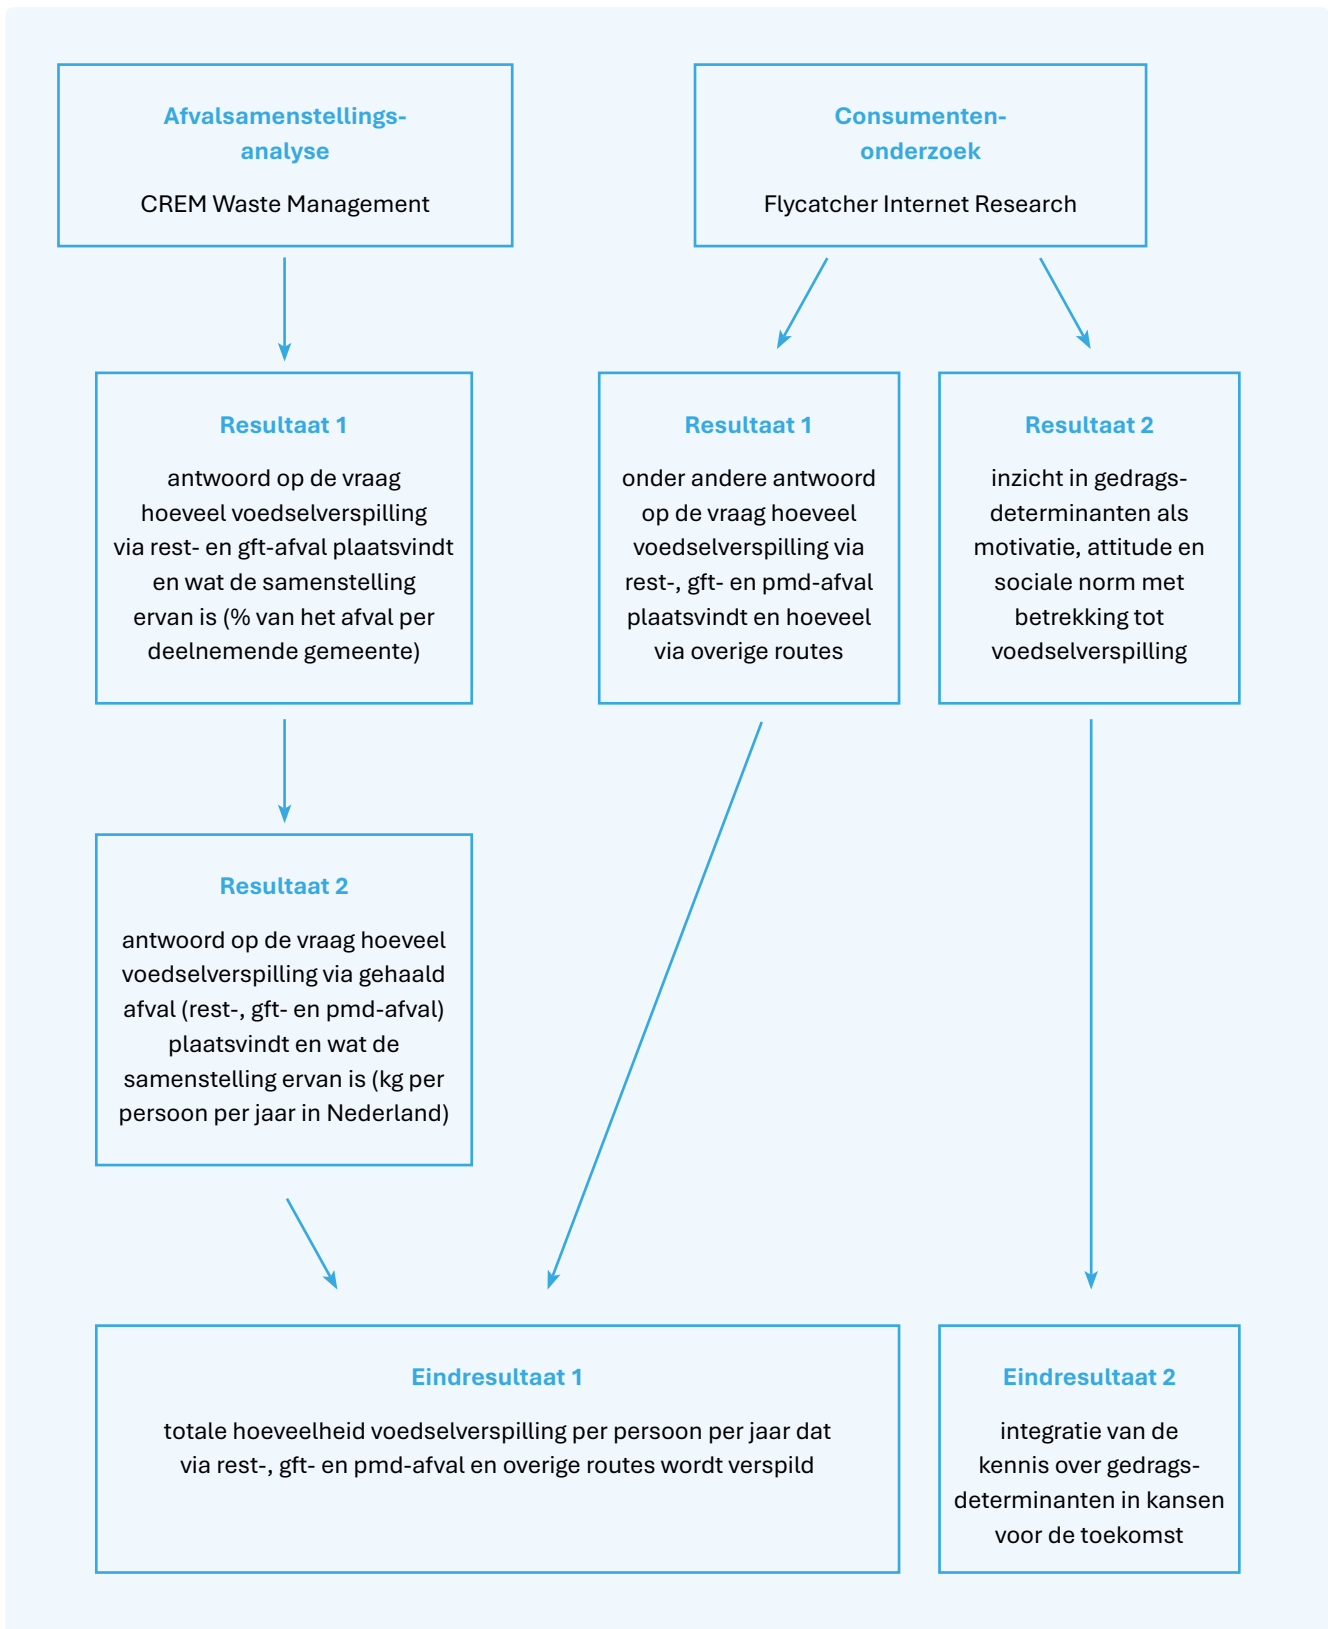 Afvalsamenstellings-
analyse
CREM Waste Management
Consumenten-
onderzoek
Flycatcher Internet Research
Resultaat 1
antwoord op de vraag
hoeveel voedselverspilling
via rest- en gft-afval plaatsvindt
en wat de samenstelling
ervan is (% van het afval per
deelnemende gemeente)
Resultaat 1
onder andere antwoord
op de vraag hoeveel
voedselverspilling via
rest-, gft- en pmd-afval
plaatsvindt en hoeveel
via overige routes
Resultaat 2
inzicht in gedrags-
determinanten als
motivatie, attitude en
sociale norm met
betrekking tot
voedselverspilling
Resultaat 2
antwoord op de vraag hoeveel
voedselverspilling via gehaald
afval (rest-, gft- en pmd-afval)
plaatsvindt en wat de
samenstelling ervan is (kg per
persoon per jaar in Nederland)
Eindresultaat 1
totale hoeveelheid voedselverspilling per persoon per jaar dat
via rest-, gft- en pmd-afval en overige routes wordt verspild
Eindresultaat 2
integratie van de
kennis over gedrags-
determinanten in kansen
voor de toekomst